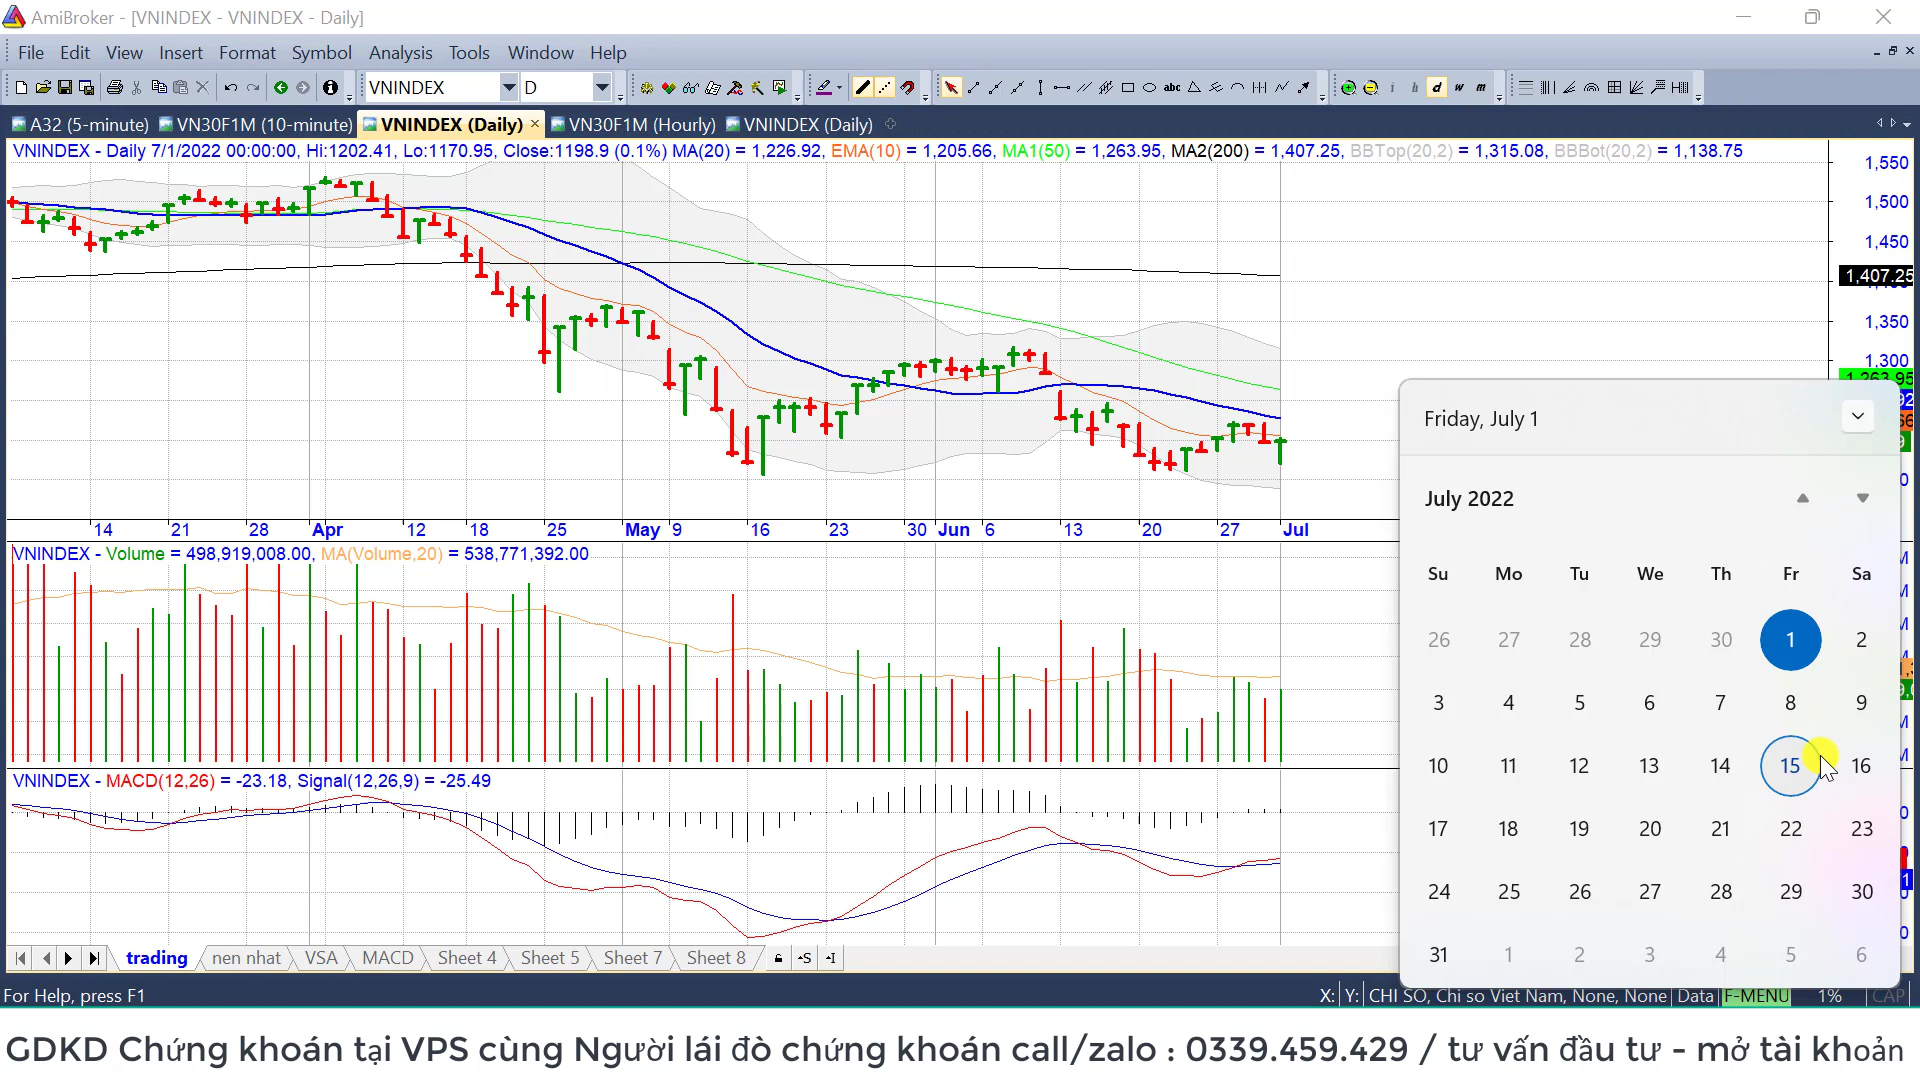 AmiBroker - [VNINDEX - VNINDEX - Daily]
File Edit View Insert Format Symbol Analysis Tools Window Help
VNINDEX D abc i h d w m
A32 (5-minute) VN30F1M (10-minute) VNINDEX (Daily) VN30F1M (Hourly) VNINDEX (Daily)
VNINDEX - Daily 7/1/2022 00:00:00, Hi:1202.41, Lo:1170.95, Close:1198.9 (0.1%) MA(20) = 1,226.92, EMA(10) = 1,205.66, MA1(50) = 1,263.95, MA2(200) = 1,407.25, BBTop(20,2) = 1,315.08, BBBot(20,2) = 1,138.75
1,550
1,500
1,450
1,407.25
1,350
1,300
1,263.95
14 21 28 Apr 12 18 25 May 9 16 23 30 Jun 6 13 20 27 Jul
VNINDEX - Volume = 498,919,008.00, MA(Volume,20) = 538,771,392.00
VNINDEX - MACD(12,26) = -23.18, Signal(12,26,9) = -25.49
Friday, July 1
July 2022
Su Mo Tu We Th Fr Sa
26 27 28 29 30 1 2
3 4 5 6 7 8 9
10 11 12 13 14 15 16
17 18 19 20 21 22 23
24 25 26 27 28 29 30
31 1 2 3 4 5 6
trading nen nhat VSA MACD Sheet 4 Sheet 5 Sheet 7 Sheet 8 S I
For Help, press F1 X: Y: CHI SO, Chi so Viet Nam, None, None Data F-MENU 1% CAP
GDKD Chứng khoán tại VPS cùng Người lái đò chứng khoán call/zalo : 0339.459.429 / tư vấn đầu tư - mở tài khoản